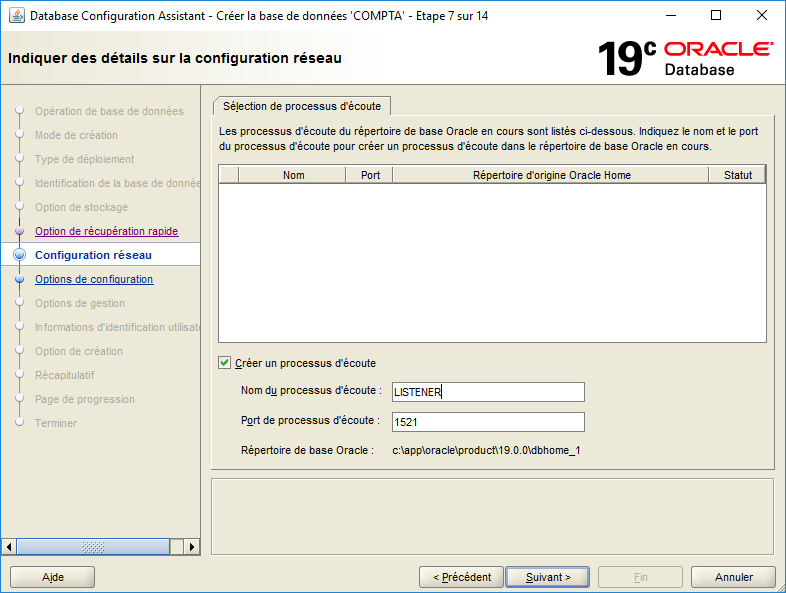 Database Configuration Assistant - Créer la base de données 'COMPTA' - Etape 7 sur 14
Indiquer des détails sur la configuration réseau
19c ORACLE
Database
Opération de base de données
Mode de création
Type de déploiement
Identification de la base de donnée
Option de stockage
Option de récupération rapide
Configuration réseau
Options de configuration
Options de gestion
Informations d'identification utilisat
Option de création
Récapitulatif
Page de progression
Terminer
Sélection de processus d'écoute
Les processus d'écoute du répertoire de base Oracle en cours sont listés ci-dessous. Indiquez le nom et le port
du processus d'écoute pour créer un processus d'écoute dans le répertoire de base Oracle en cours.
Nom Port Répertoire d'origine Oracle Home Statut
Créer un processus d'écoute
Nom du processus d'écoute : LISTENER
Port de processus d'écoute : 1521
Répertoire de base Oracle : c:\app\oracle\product\19.0.0\dbhome_1
Aide < Précédent Suivant > Fin Annuler